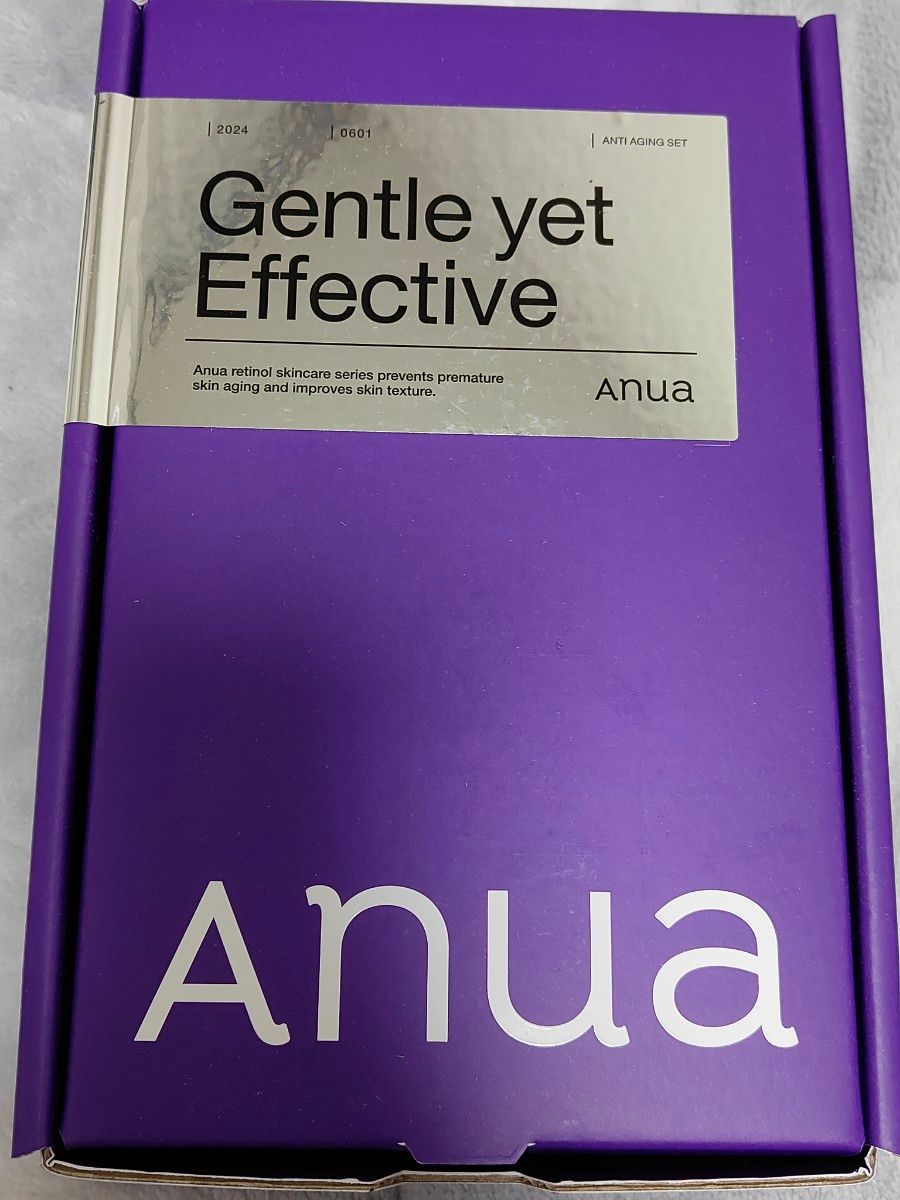 | 2024 | 0601 | ANTI AGING SET
Gentle yet
Effective
Anua retinol skincare series prevents premature
skin aging and improves skin texture.
Anua
Anua